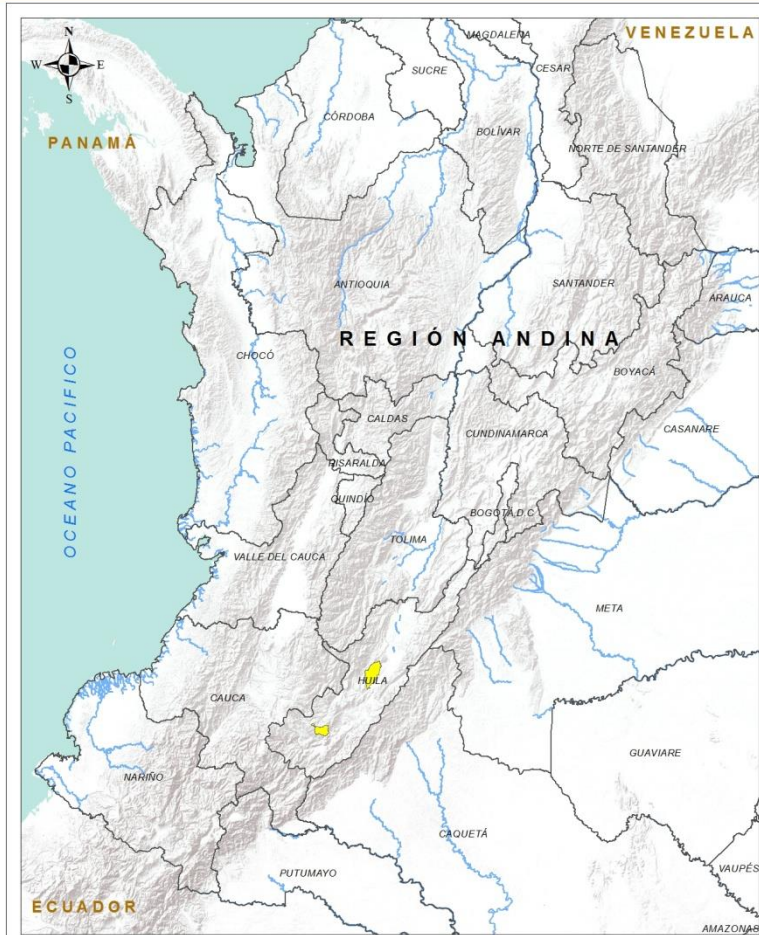 MAGDALENA
VENEZUELA
N
W E
S
SUCRE
CESAR
CÓRDOBA
BOLÍVAR
PANAMÁ
NORTE DE SANTANDER
ANTIOQUIA
SANTANDER
ARAUCA
REGIÓN ANDINA
CHOCÓ
BOYACÁ
OCEANO PACIFICO
CALDAS
CASANARE
CUNDINAMARCA
RISARALDA
QUINDÍO
BOGOTÁ D.C
TOLIMA
VALLE DEL CAUCA
META
HUILA
CAUCA
GUAVIARE
NARIÑO
CAQUETÁ
VAUPÉS
PUTUMAYO
ECUADOR
AMAZONAS